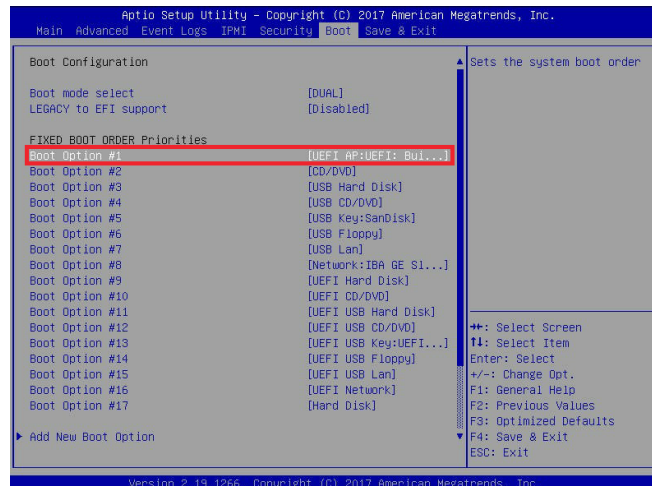 Aptio Setup Utility – Copyright (C) 2017 American Megatrends, Inc.
Main Advanced Event Logs IPMI Security Boot Save & Exit
Boot Configuration
Sets the system boot order
Boot mode select [DUAL]
LEGACY to EFI support [Disabled]
FIXED BOOT ORDER Priorities
Boot Option #1 [UEFI AP:UEFI: Bui...]
Boot Option #2 [CD/DVD]
Boot Option #3 [USB Hard Disk]
Boot Option #4 [USB CD/DVD]
Boot Option #5 [USB Key:SanDisk]
Boot Option #6 [USB Floppy]
Boot Option #7 [USB Lan]
Boot Option #8 [Network:IBA GE Sl...]
Boot Option #9 [UEFI Hard Disk]
Boot Option #10 [UEFI CD/DVD]
Boot Option #11 [UEFI USB Hard Disk]
Boot Option #12 [UEFI USB CD/DVD]
Boot Option #13 [UEFI USB Key:UEFI...]
Boot Option #14 [UEFI USB Floppy]
Boot Option #15 [UEFI USB Lan]
Boot Option #16 [UEFI Network]
Boot Option #17 [Hard Disk]
Add New Boot Option
→←: Select Screen
↑↓: Select Item
Enter: Select
+/-: Change Opt.
F1: General Help
F2: Previous Values
F3: Optimized Defaults
F4: Save & Exit
ESC: Exit
Version 2.19.1266. Copyright (C) 2017 American Megatrends, Inc.